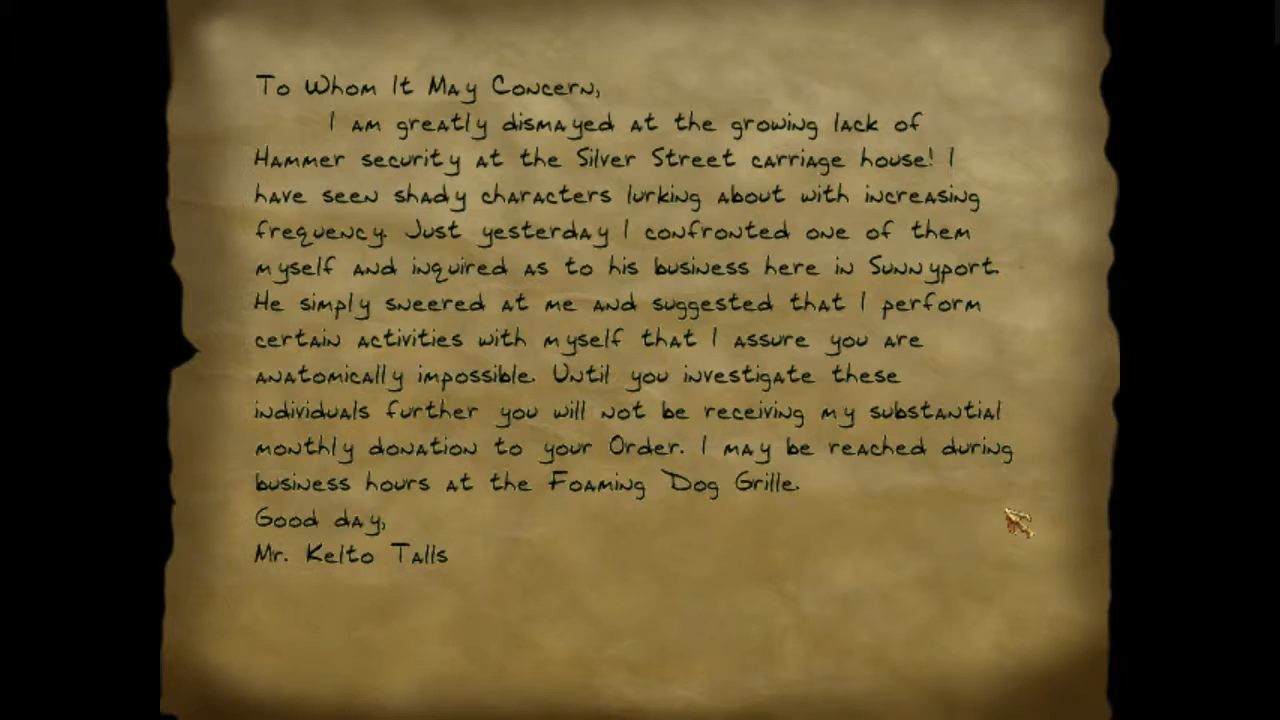 To Whom It May Concern,
I am greatly dismayed at the growing lack of
Hammer security at the Silver Street carriage house! I
have seen shady characters lurking about with increasing
frequency. Just yesterday I confronted one of them
myself and inquired as to his business here in Sunnyport.
He simply sneered at me and suggested that I perform
certain activities with myself that I assure you are
anatomically impossible. Until you investigate these
individuals further you will not be receiving my substantial
monthly donation to your Order. I may be reached during
business hours at the Foaming Dog Grille.
Good day,
Mr. Kelto Talls